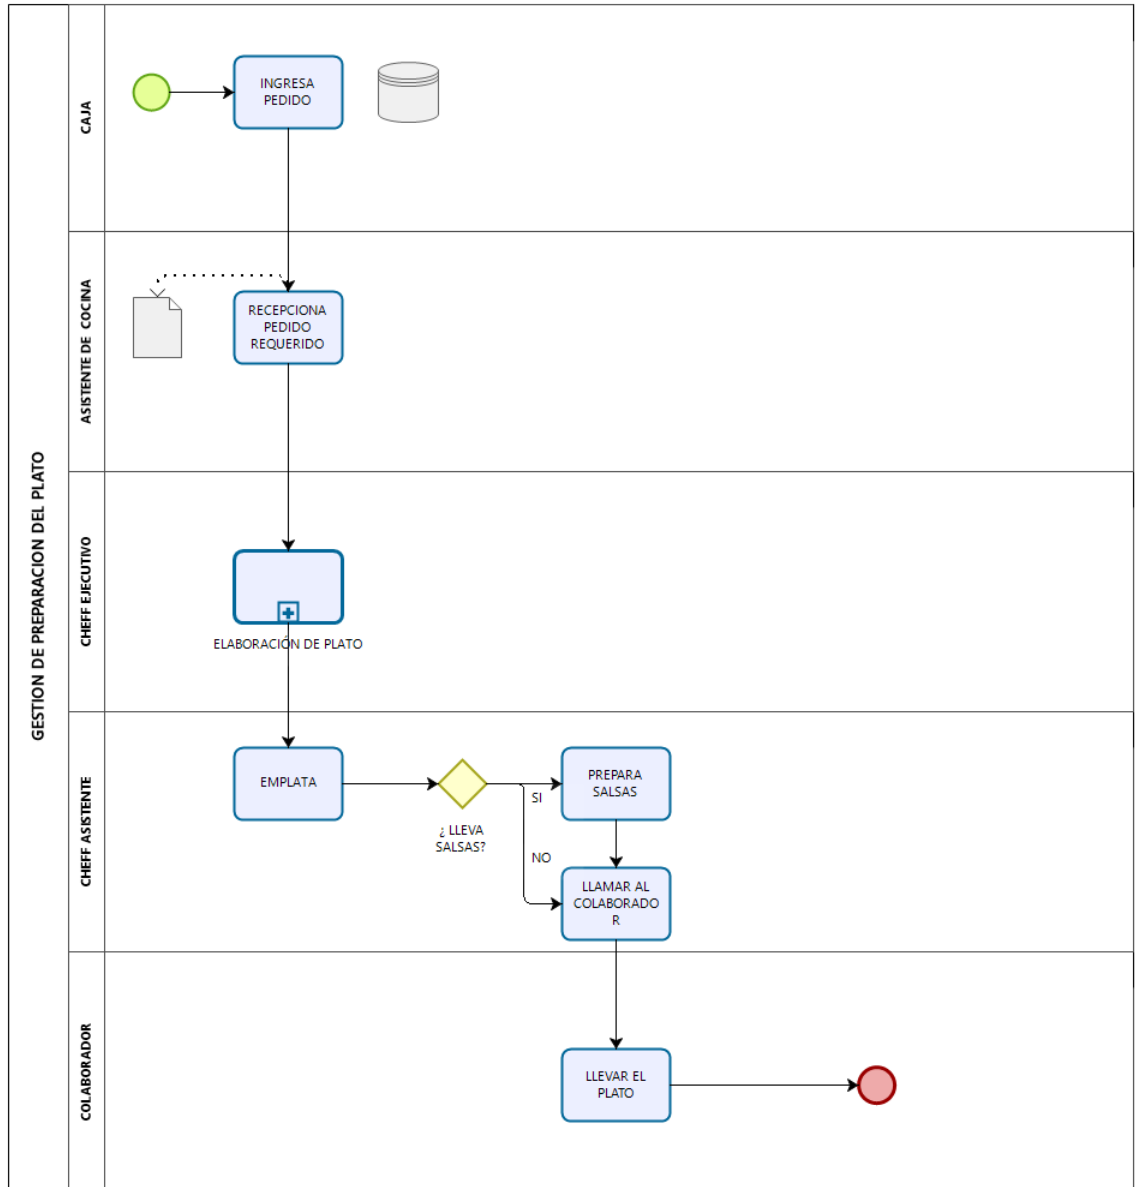 GESTION DE PREPARACION DEL PLATO
CAJA
INGRESA
PEDIDO
ASISTENTE DE COCINA
RECEPCIONA
PEDIDO
REQUERIDO
CHEFF EJECUTIVO
ELABORACIÓN DE PLATO
CHEFF ASISTENTE
EMPLATA
¿ LLEVA
SALSAS?
SI
NO
PREPARA
SALSAS
LLAMAR AL
COLABORADO
R
COLABORADOR
LLEVAR EL
PLATO